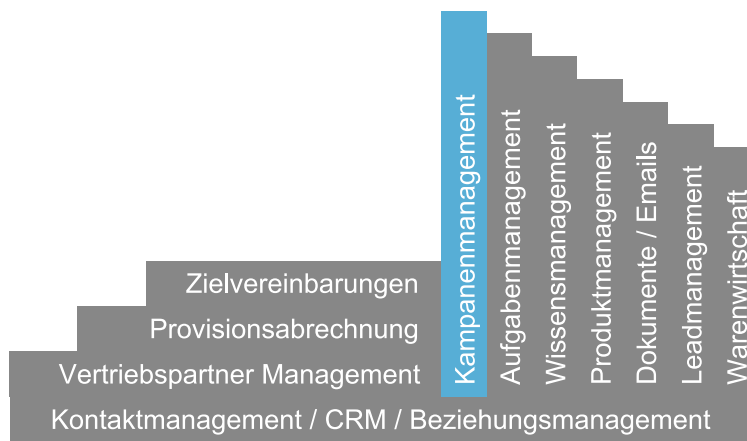 Zielvereinbarungen
Provisionsabrechnung
Vertriebspartner Management
Kampanenmanagement
Aufgabenmanagement
Wissensmanagement
Produktmanagement
Dokumente / Emails
Leadmanagement
Warenwirtschaft
Kontaktmanagement / CRM / Beziehungsmanagement